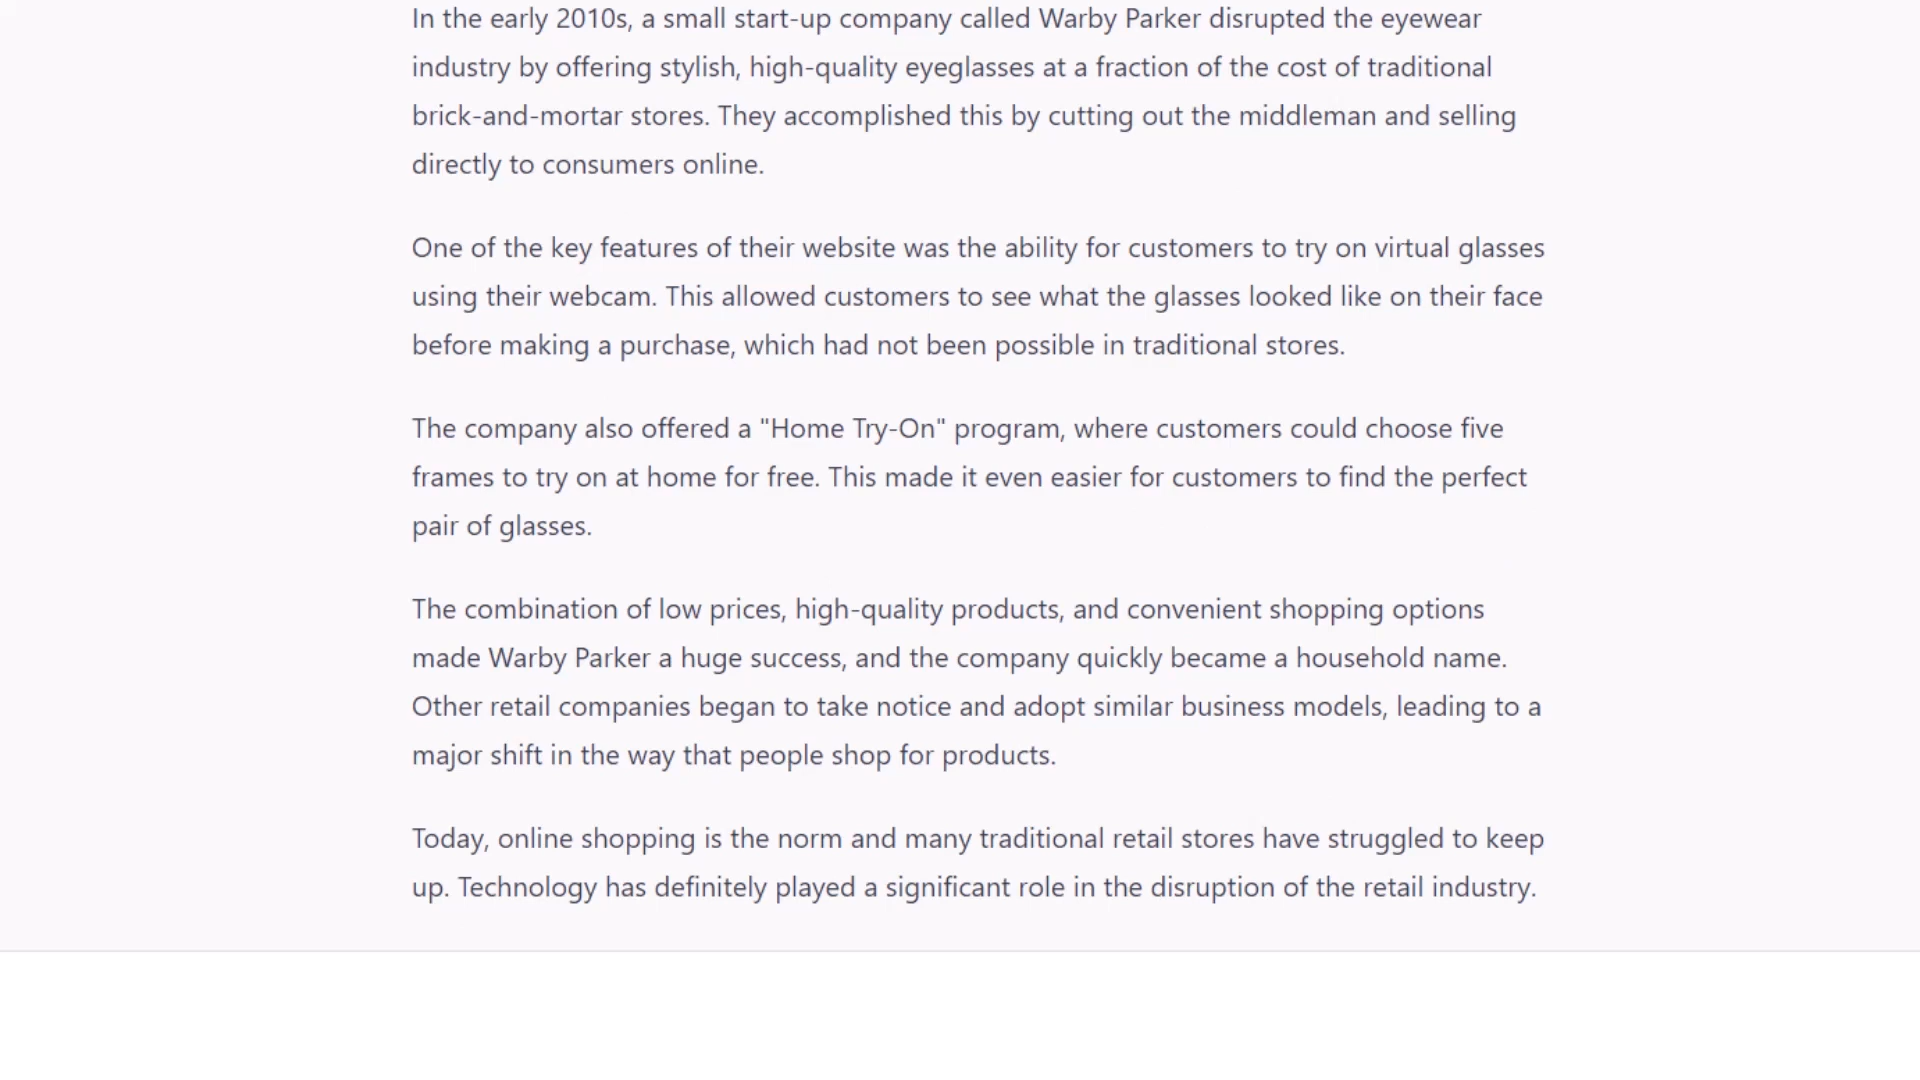 In the early 2010s, a small start-up company called Warby Parker disrupted the eyewear
industry by offering stylish, high-quality eyeglasses at a fraction of the cost of traditional
brick-and-mortar stores. They accomplished this by cutting out the middleman and selling
directly to consumers online.
One of the key features of their website was the ability for customers to try on virtual glasses
using their webcam. This allowed customers to see what the glasses looked like on their face
before making a purchase, which had not been possible in traditional stores.
The company also offered a "Home Try-On" program, where customers could choose five
frames to try on at home for free. This made it even easier for customers to find the perfect
pair of glasses.
The combination of low prices, high-quality products, and convenient shopping options
made Warby Parker a huge success, and the company quickly became a household name.
Other retail companies began to take notice and adopt similar business models, leading to a
major shift in the way that people shop for products.
Today, online shopping is the norm and many traditional retail stores have struggled to keep
up. Technology has definitely played a significant role in the disruption of the retail industry.